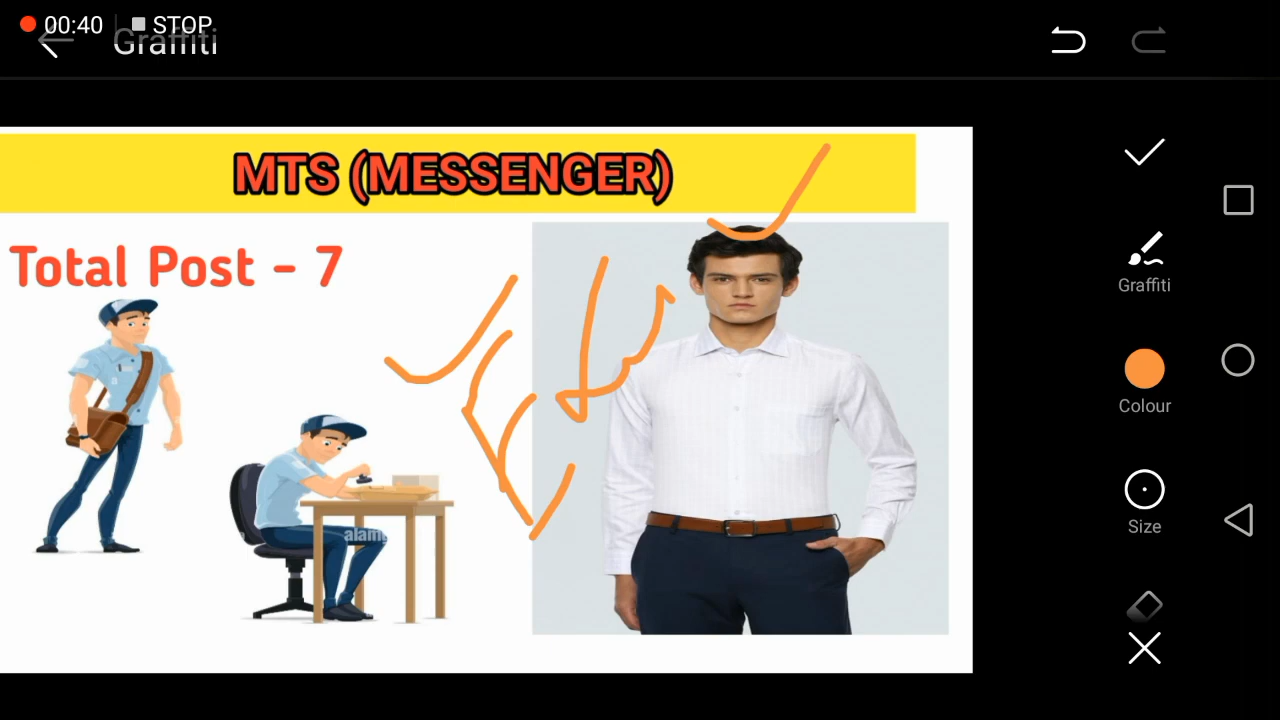 00:40 STOP
Graffiti
MTS (MESSENGER)
Total Post - 7
Graffiti
Colour
Size